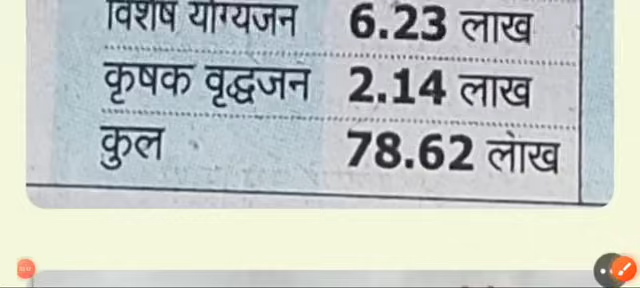 विशेष योग्यजन 6.23 लाख
कृषक वृद्धजन 2.14 लाख
कुल 78.62 लाख